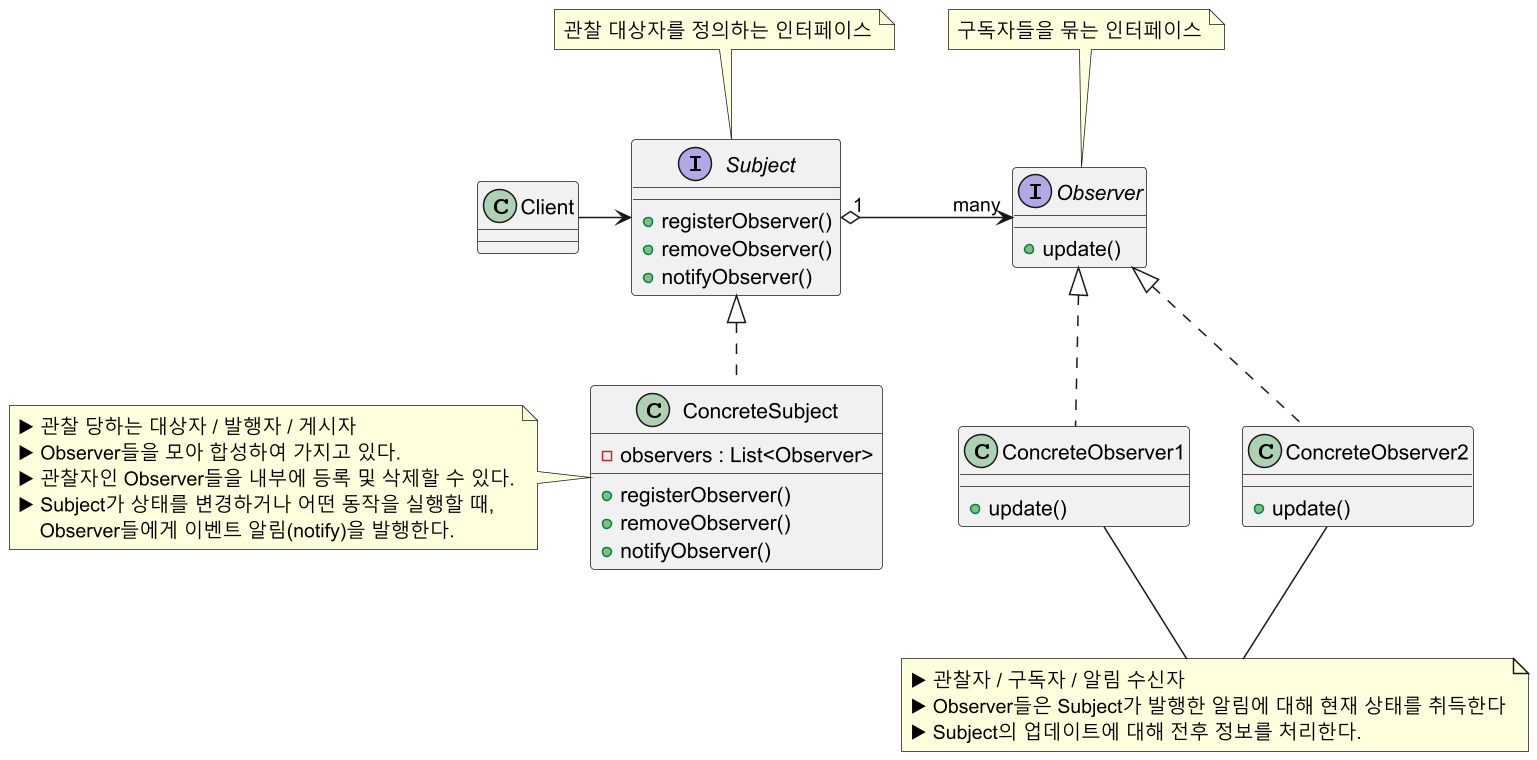 관찰 대상자를 정의하는 인터페이스
구독자들을 묶는 인터페이스
C Client
I Subject
registerObserver()
removeObserver()
notifyObserver()
1
many
I Observer
update()
▶ 관찰 당하는 대상자 / 발행자 / 게시자
▶ Observer들을 모아 합성하여 가지고 있다.
▶ 관찰자인 Observer들을 내부에 등록 및 삭제할 수 있다.
▶ Subject가 상태를 변경하거나 어떤 동작을 실행할 때,
Observer들에게 이벤트 알림(notify)을 발행한다.
C ConcreteSubject
observers : List<Observer>
registerObserver()
removeObserver()
notifyObserver()
C ConcreteObserver1
update()
C ConcreteObserver2
update()
▶ 관찰자 / 구독자 / 알림 수신자
▶ Observer들은 Subject가 발행한 알림에 대해 현재 상태를 취득한다
▶ Subject의 업데이트에 대해 전후 정보를 처리한다.